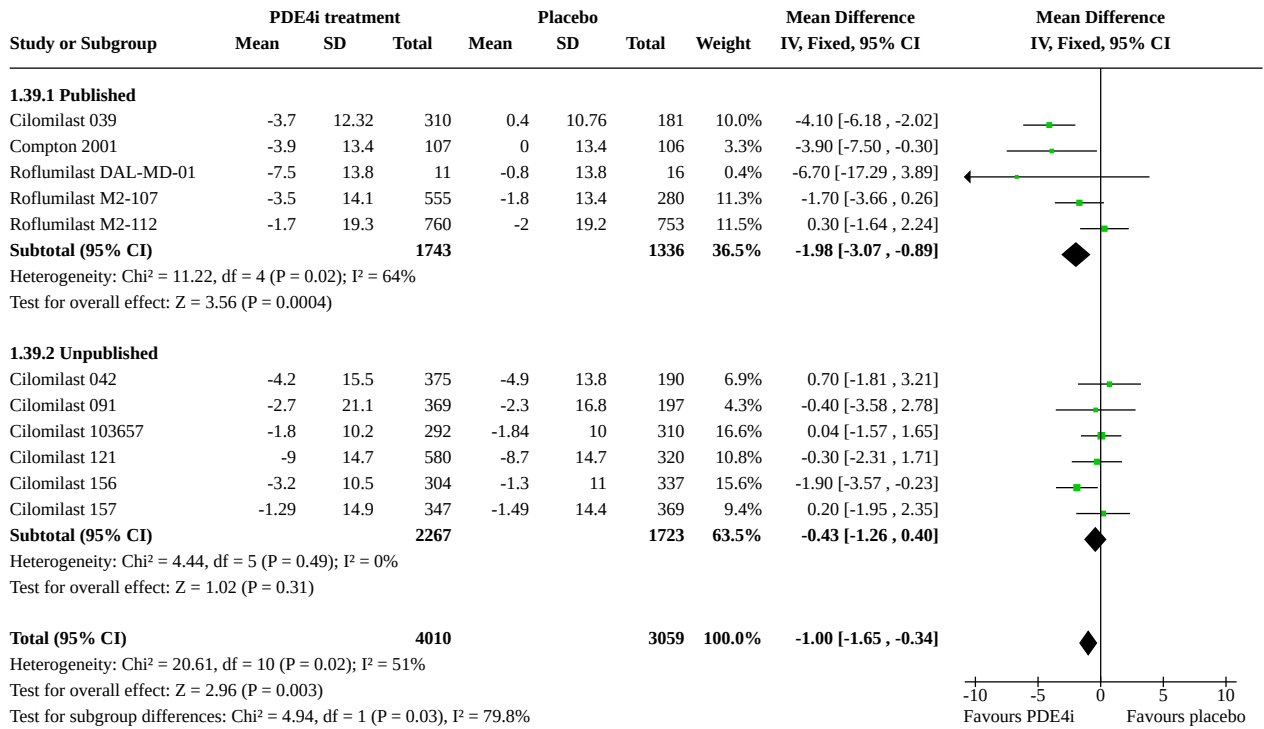 PDE4i treatment Placebo Mean Difference Mean Difference
Study or Subgroup Mean SD Total Mean SD Total Weight IV, Fixed, 95% CI IV, Fixed, 95% CI
1.39.1 Published
Cilomilast 039 -3.7 12.32 310 0.4 10.76 181 10.0% -4.10 [-6.18 , -2.02]
Compton 2001 -3.9 13.4 107 0 13.4 106 3.3% -3.90 [-7.50 , -0.30]
Roflumilast DAL-MD-01 -7.5 13.8 11 -0.8 13.8 16 0.4% -6.70 [-17.29 , 3.89]
Roflumilast M2-107 -3.5 14.1 555 -1.8 13.4 280 11.3% -1.70 [-3.66 , 0.26]
Roflumilast M2-112 -1.7 19.3 760 -2 19.2 753 11.5% 0.30 [-1.64 , 2.24]
Subtotal (95% CI) 1743 1336 36.5% -1.98 [-3.07 , -0.89]
Heterogeneity: Chi² = 11.22, df = 4 (P = 0.02); I² = 64%
Test for overall effect: Z = 3.56 (P = 0.0004)
1.39.2 Unpublished
Cilomilast 042 -4.2 15.5 375 -4.9 13.8 190 6.9% 0.70 [-1.81 , 3.21]
Cilomilast 091 -2.7 21.1 369 -2.3 16.8 197 4.3% -0.40 [-3.58 , 2.78]
Cilomilast 103657 -1.8 10.2 292 -1.84 10 310 16.6% 0.04 [-1.57 , 1.65]
Cilomilast 121 -9 14.7 580 -8.7 14.7 320 10.8% -0.30 [-2.31 , 1.71]
Cilomilast 156 -3.2 10.5 304 -1.3 11 337 15.6% -1.90 [-3.57 , -0.23]
Cilomilast 157 -1.29 14.9 347 -1.49 14.4 369 9.4% 0.20 [-1.95 , 2.35]
Subtotal (95% CI) 2267 1723 63.5% -0.43 [-1.26 , 0.40]
Heterogeneity: Chi² = 4.44, df = 5 (P = 0.49); I² = 0%
Test for overall effect: Z = 1.02 (P = 0.31)
Total (95% CI) 4010 3059 100.0% -1.00 [-1.65 , -0.34]
Heterogeneity: Chi² = 20.61, df = 10 (P = 0.02); I² = 51%
Test for overall effect: Z = 2.96 (P = 0.003)
-10 -5 0 5 10
Test for subgroup differences: Chi² = 4.94, df = 1 (P = 0.03), I² = 79.8% Favours PDE4i Favours placebo